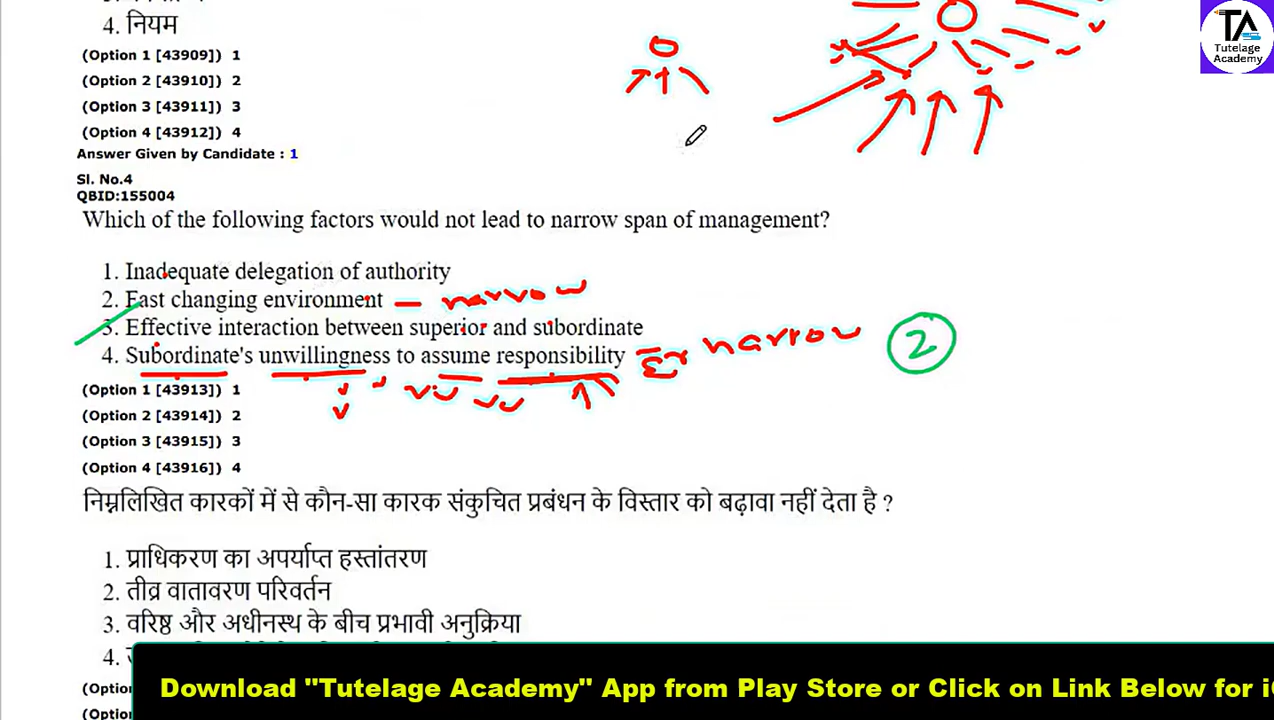 4. नियम
(Option 1 [43909]) 1
(Option 2 [43910]) 2
(Option 3 [43911]) 3
(Option 4 [43912]) 4
Answer Given by Candidate : 1
TA
Tutelage
Academy
Sl. No.4
QBID:155004
Which of the following factors would not lead to narrow span of management?
1. Inadequate delegation of authority
2. Fast changing environment – narrow
3. Effective interaction between superior and subordinate
4. Subordinate's unwillingness to assume responsibility narrow
2
(Option 1 [43913]) 1
(Option 2 [43914]) 2
(Option 3 [43915]) 3
(Option 4 [43916]) 4
निम्नलिखित कारकों में से कौन-सा कारक संकुचित प्रबंधन के विस्तार को बढ़ावा नहीं देता है ?
1. प्राधिकरण का अपर्याप्त हस्तांतरण
2. तीव्र वातावरण परिवर्तन
3. वरिष्ठ और अधीनस्थ के बीच प्रभावी अनुक्रिया
4.
Download "Tutelage Academy" App from Play Store or Click on Link Below for